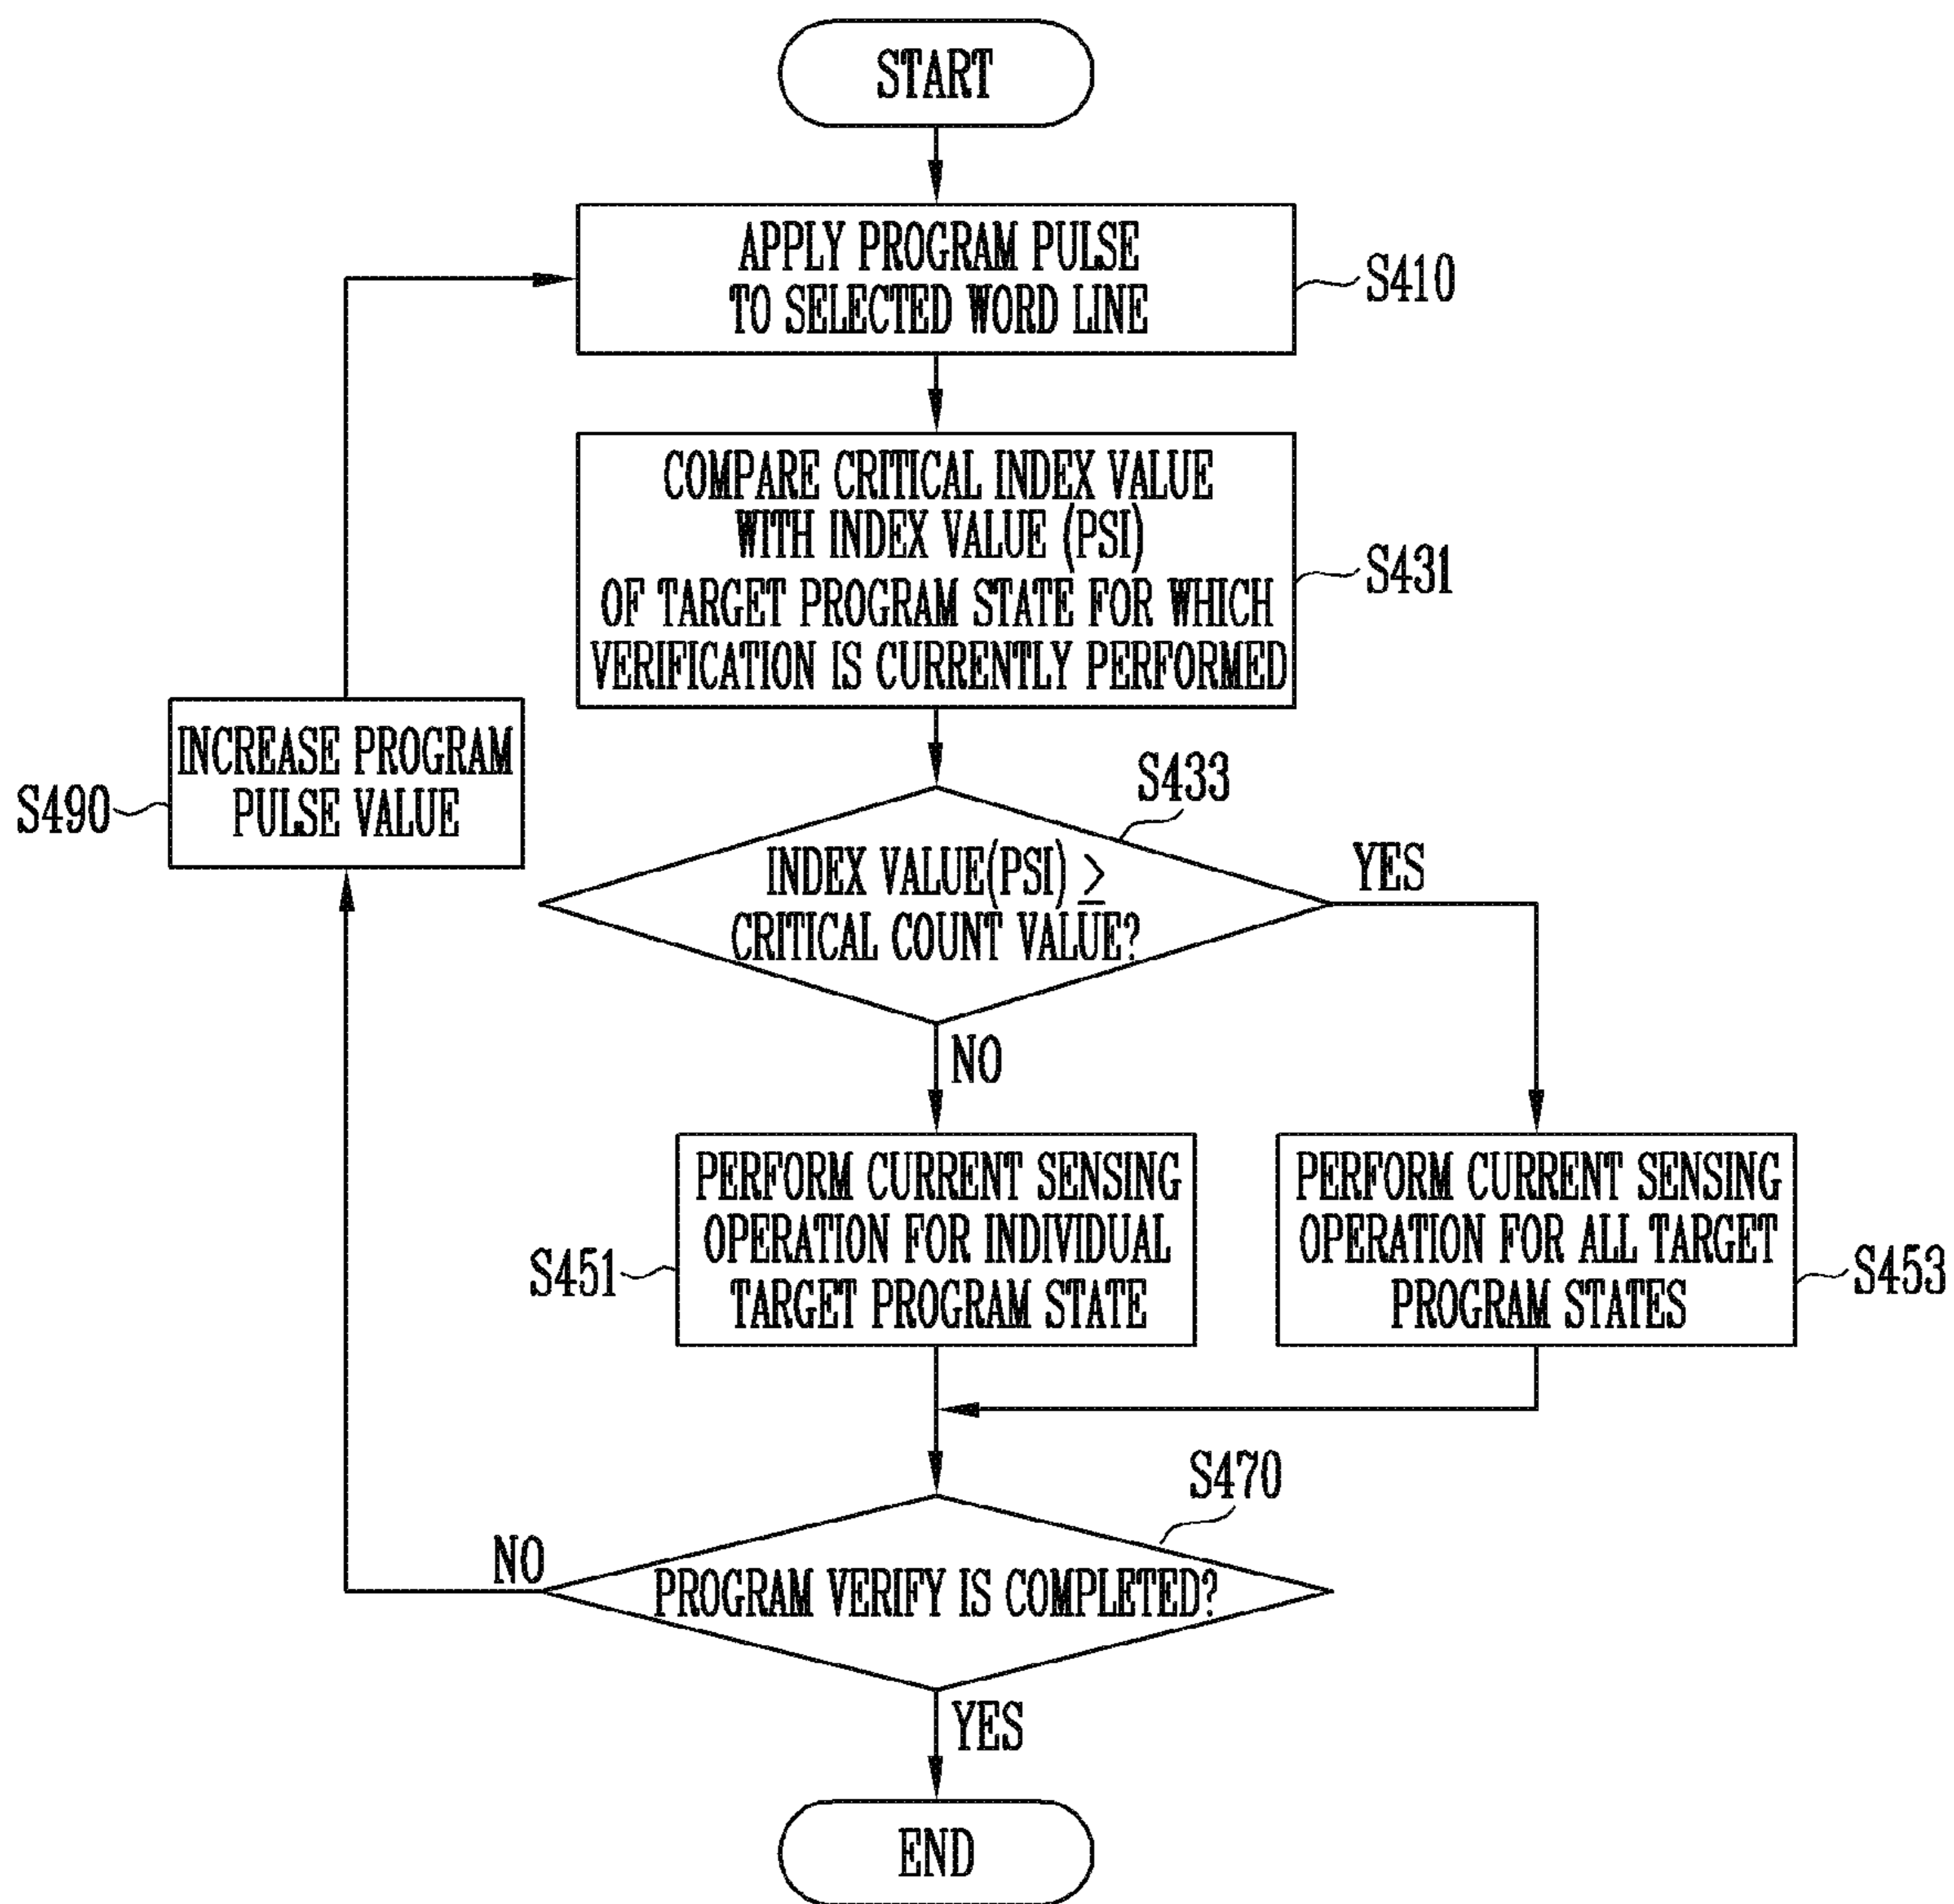 START
APPLY PROGRAM PULSE
TO SELECTED WORD LINE
S410
COMPARE CRITICAL INDEX VALUE
WITH INDEX VALUE (PSI)
OF TARGET PROGRAM STATE FOR WHICH
VERIFICATION IS CURRENTLY PERFORMED
S431
INCREASE PROGRAM
PULSE VALUE
S490
S433
INDEX VALUE(PSI) ≥
CRITICAL COUNT VALUE?
YES
NO
PERFORM CURRENT SENSING
OPERATION FOR INDIVIDUAL
TARGET PROGRAM STATE
S451
PERFORM CURRENT SENSING
OPERATION FOR ALL TARGET
PROGRAM STATES
S453
S470
NO
PROGRAM VERIFY IS COMPLETED?
YES
END